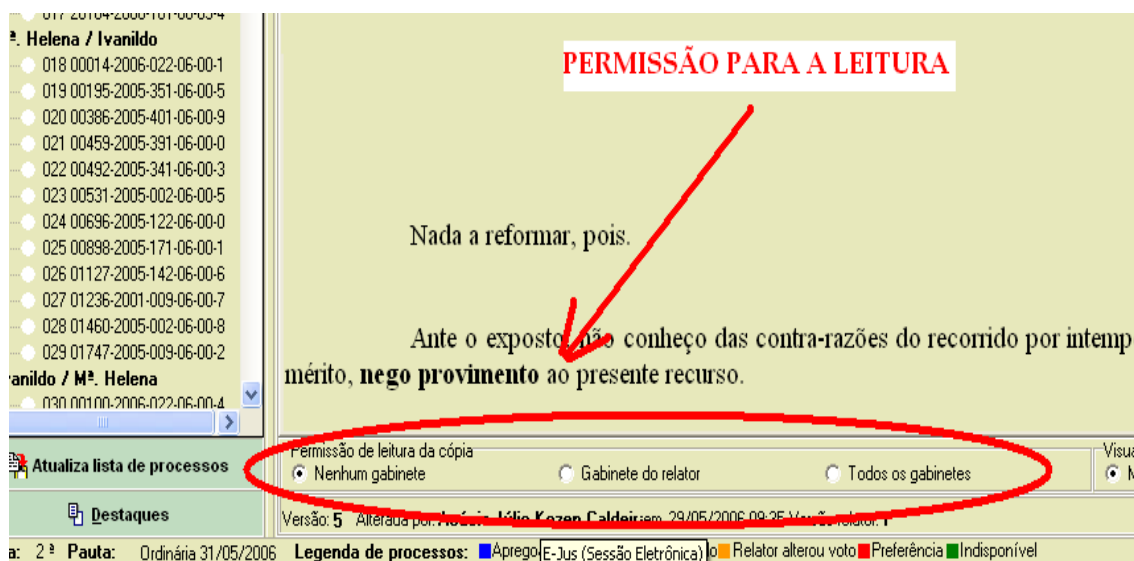 ª. Helena / Ivanildo
018 00014-2006-022-06-00-1
019 00195-2005-351-06-00-5
020 00386-2005-401-06-00-9
021 00459-2005-391-06-00-0
022 00492-2005-341-06-00-3
023 00531-2005-002-06-00-5
024 00696-2005-122-06-00-0
025 00898-2005-171-06-00-1
026 01127-2005-142-06-00-6
027 01236-2001-009-06-00-7
028 01460-2005-002-06-00-8
029 01747-2005-009-06-00-2
vanildo / Mª. Helena
030 00100-2006-022-06-00-4
Atualiza lista de processos
Destaques
PERMISSÃO PARA A LEITURA
Nada a reformar, pois.
Ante o exposto, não conheço das contra-razões do recorrido por intemp
mérito, nego provimento ao presente recurso.
Permissão de leitura da cópia
Nenhum gabinete Gabinete do relator Todos os gabinetes
Visua
Versão: 5 Alterada por: Júlio em 29/05/2006 09:35 Versão relator: 1
a: 2ª Pauta: Ordinária 31/05/2006 Legenda de processos: Aprego E-Jus (Sessão Eletrônica) o Relator alterou voto Preferência Indisponível